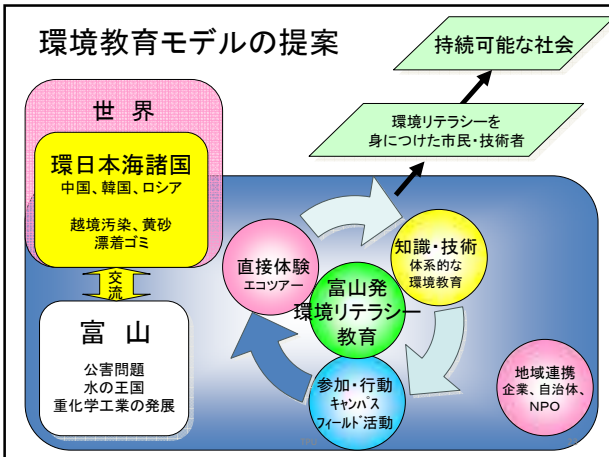 環境教育モデルの提案
持続可能な社会
環境リテラシーを
身につけた市民・技術者
世 界
環日本海諸国
中国、韓国、ロシア
越境汚染、黄砂
漂着ゴミ
交流
富 山
公害問題
水の王国
重化学工業の発展
直接体験
エコツアー
知識・技術
体系的な
環境教育
富山発
環境リテラシー
教育
参加・行動
キャンパス
フィールド活動
地域連携
企業、自治体、
NPO
TPU